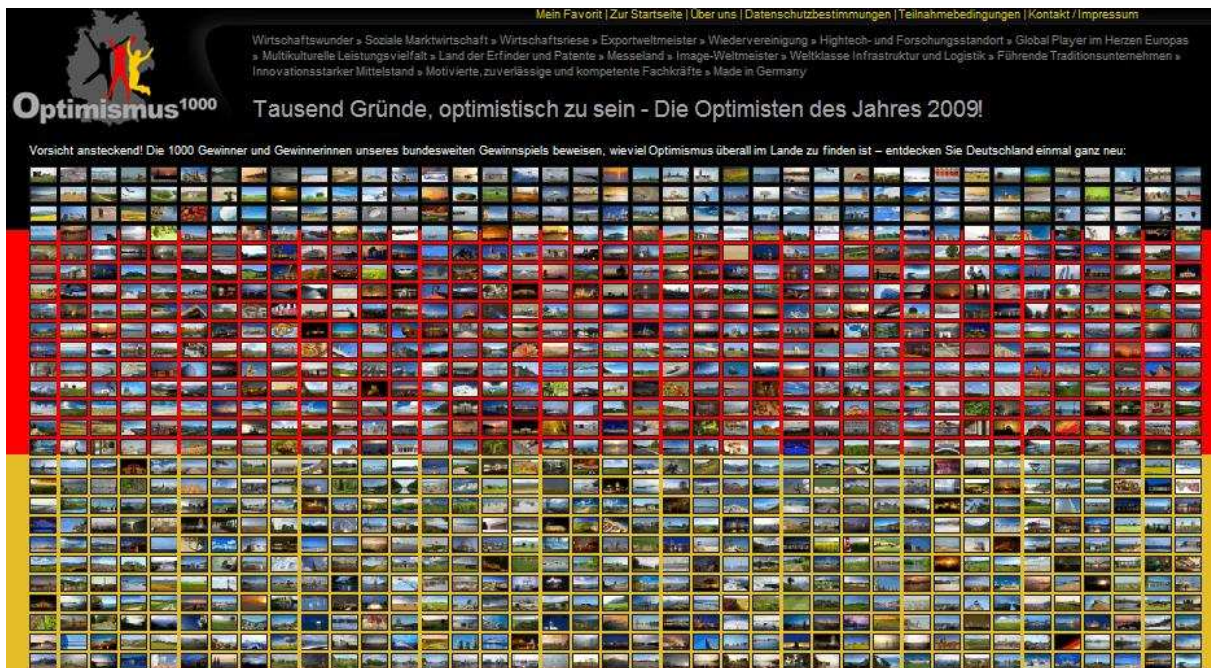 Mein Favorit | Zur Startseite | Über uns | Datenschutzbestimmungen | Teilnahmebedingungen | Kontakt / Impressum
Wirtschaftswunder » Soziale Marktwirtschaft » Wirtschaftsriese » Exportweltmeister » Wiedervereinigung » Hightech- und Forschungsstandort » Global Player im Herzen Europas
» Multikulturelle Leistungsvielfalt » Land der Erfinder und Patente » Messeland » Image-Weltmeister » Weltklasse Infrastruktur und Logistik » Führende Traditionsunternehmen »
Innovationsstarker Mittelstand » Motivierte, zuverlässige und kompetente Fachkräfte » Made in Germany
Optimismus1000
Tausend Gründe, optimistisch zu sein - Die Optimisten des Jahres 2009!
Vorsicht ansteckend! Die 1000 Gewinner und Gewinnerinnen unseres bundesweiten Gewinnspiels beweisen, wieviel Optimismus überall im Lande zu finden ist – entdecken Sie Deutschland einmal ganz neu: